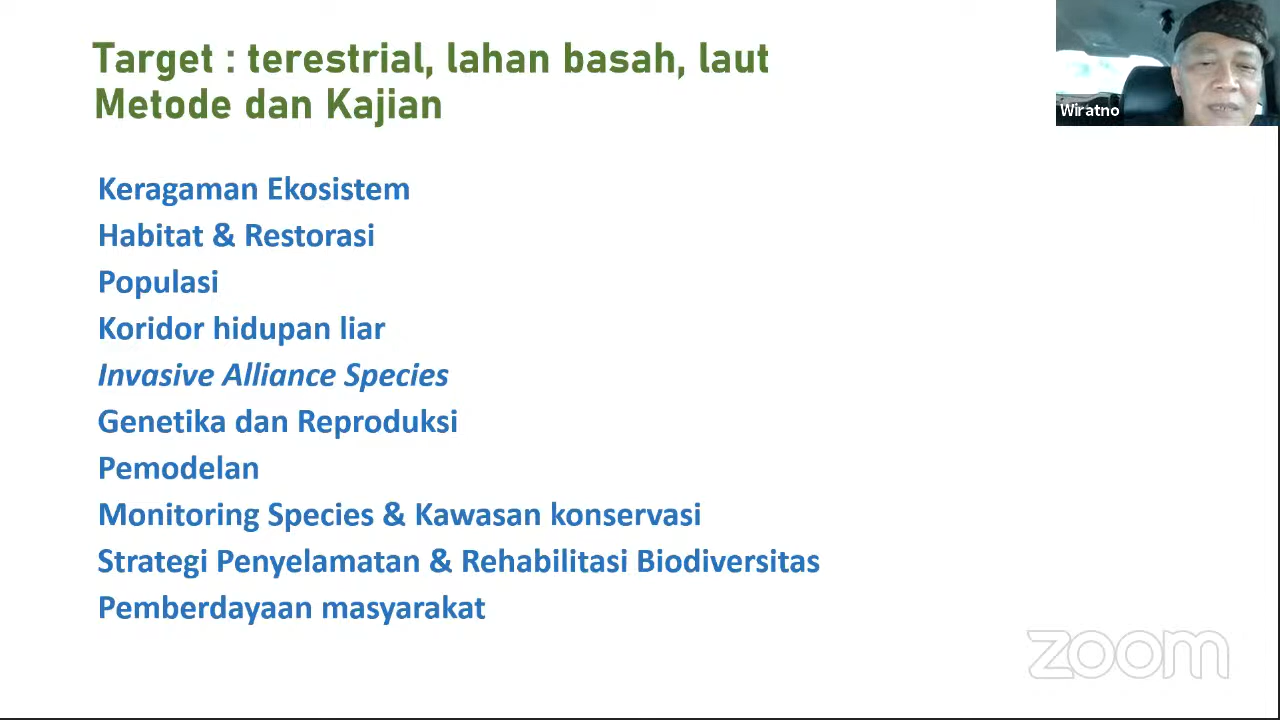 Target : terestrial, lahan basah, laut
Metode dan Kajian
Wiratno
Keragaman Ekosistem
Habitat & Restorasi
Populasi
Koridor hidupan liar
Invasive Alliance Species
Genetika dan Reproduksi
Pemodelan
Monitoring Species & Kawasan konservasi
Strategi Penyelamatan & Rehabilitasi Biodiversitas
Pemberdayaan masyarakat
zoom